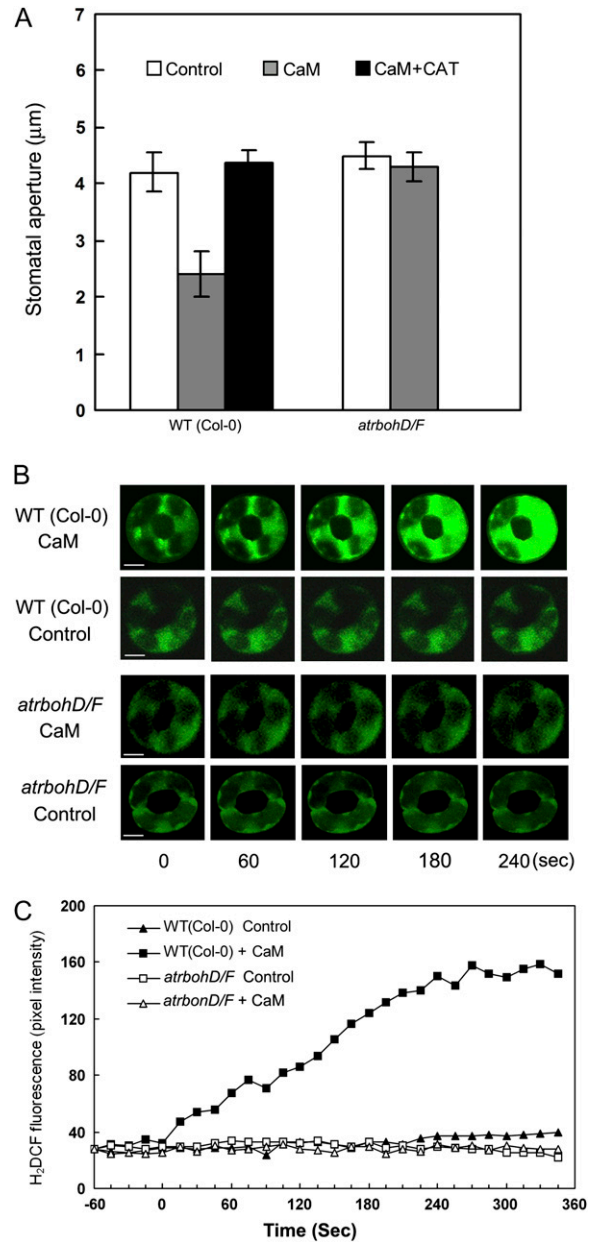 A
7
6
5
4
3
2
1
0
Stomatal aperture (μm)
Control CaM CaM+CAT
WT (Col-0) atrbohD/F
B
WT (Col-0)
CaM
WT (Col-0)
Control
atrbohD/F
CaM
atrbohD/F
Control
0 60 120 180 240 (sec)
C
200
160
120
80
40
0
H2DCF fluorescence (pixel intensity)
WT(Col-0) Control
WT(Col-0) + CaM
atrbohD/F Control
atrbonD/F + CaM
-60 0 60 120 180 240 300 360
Time (Sec)